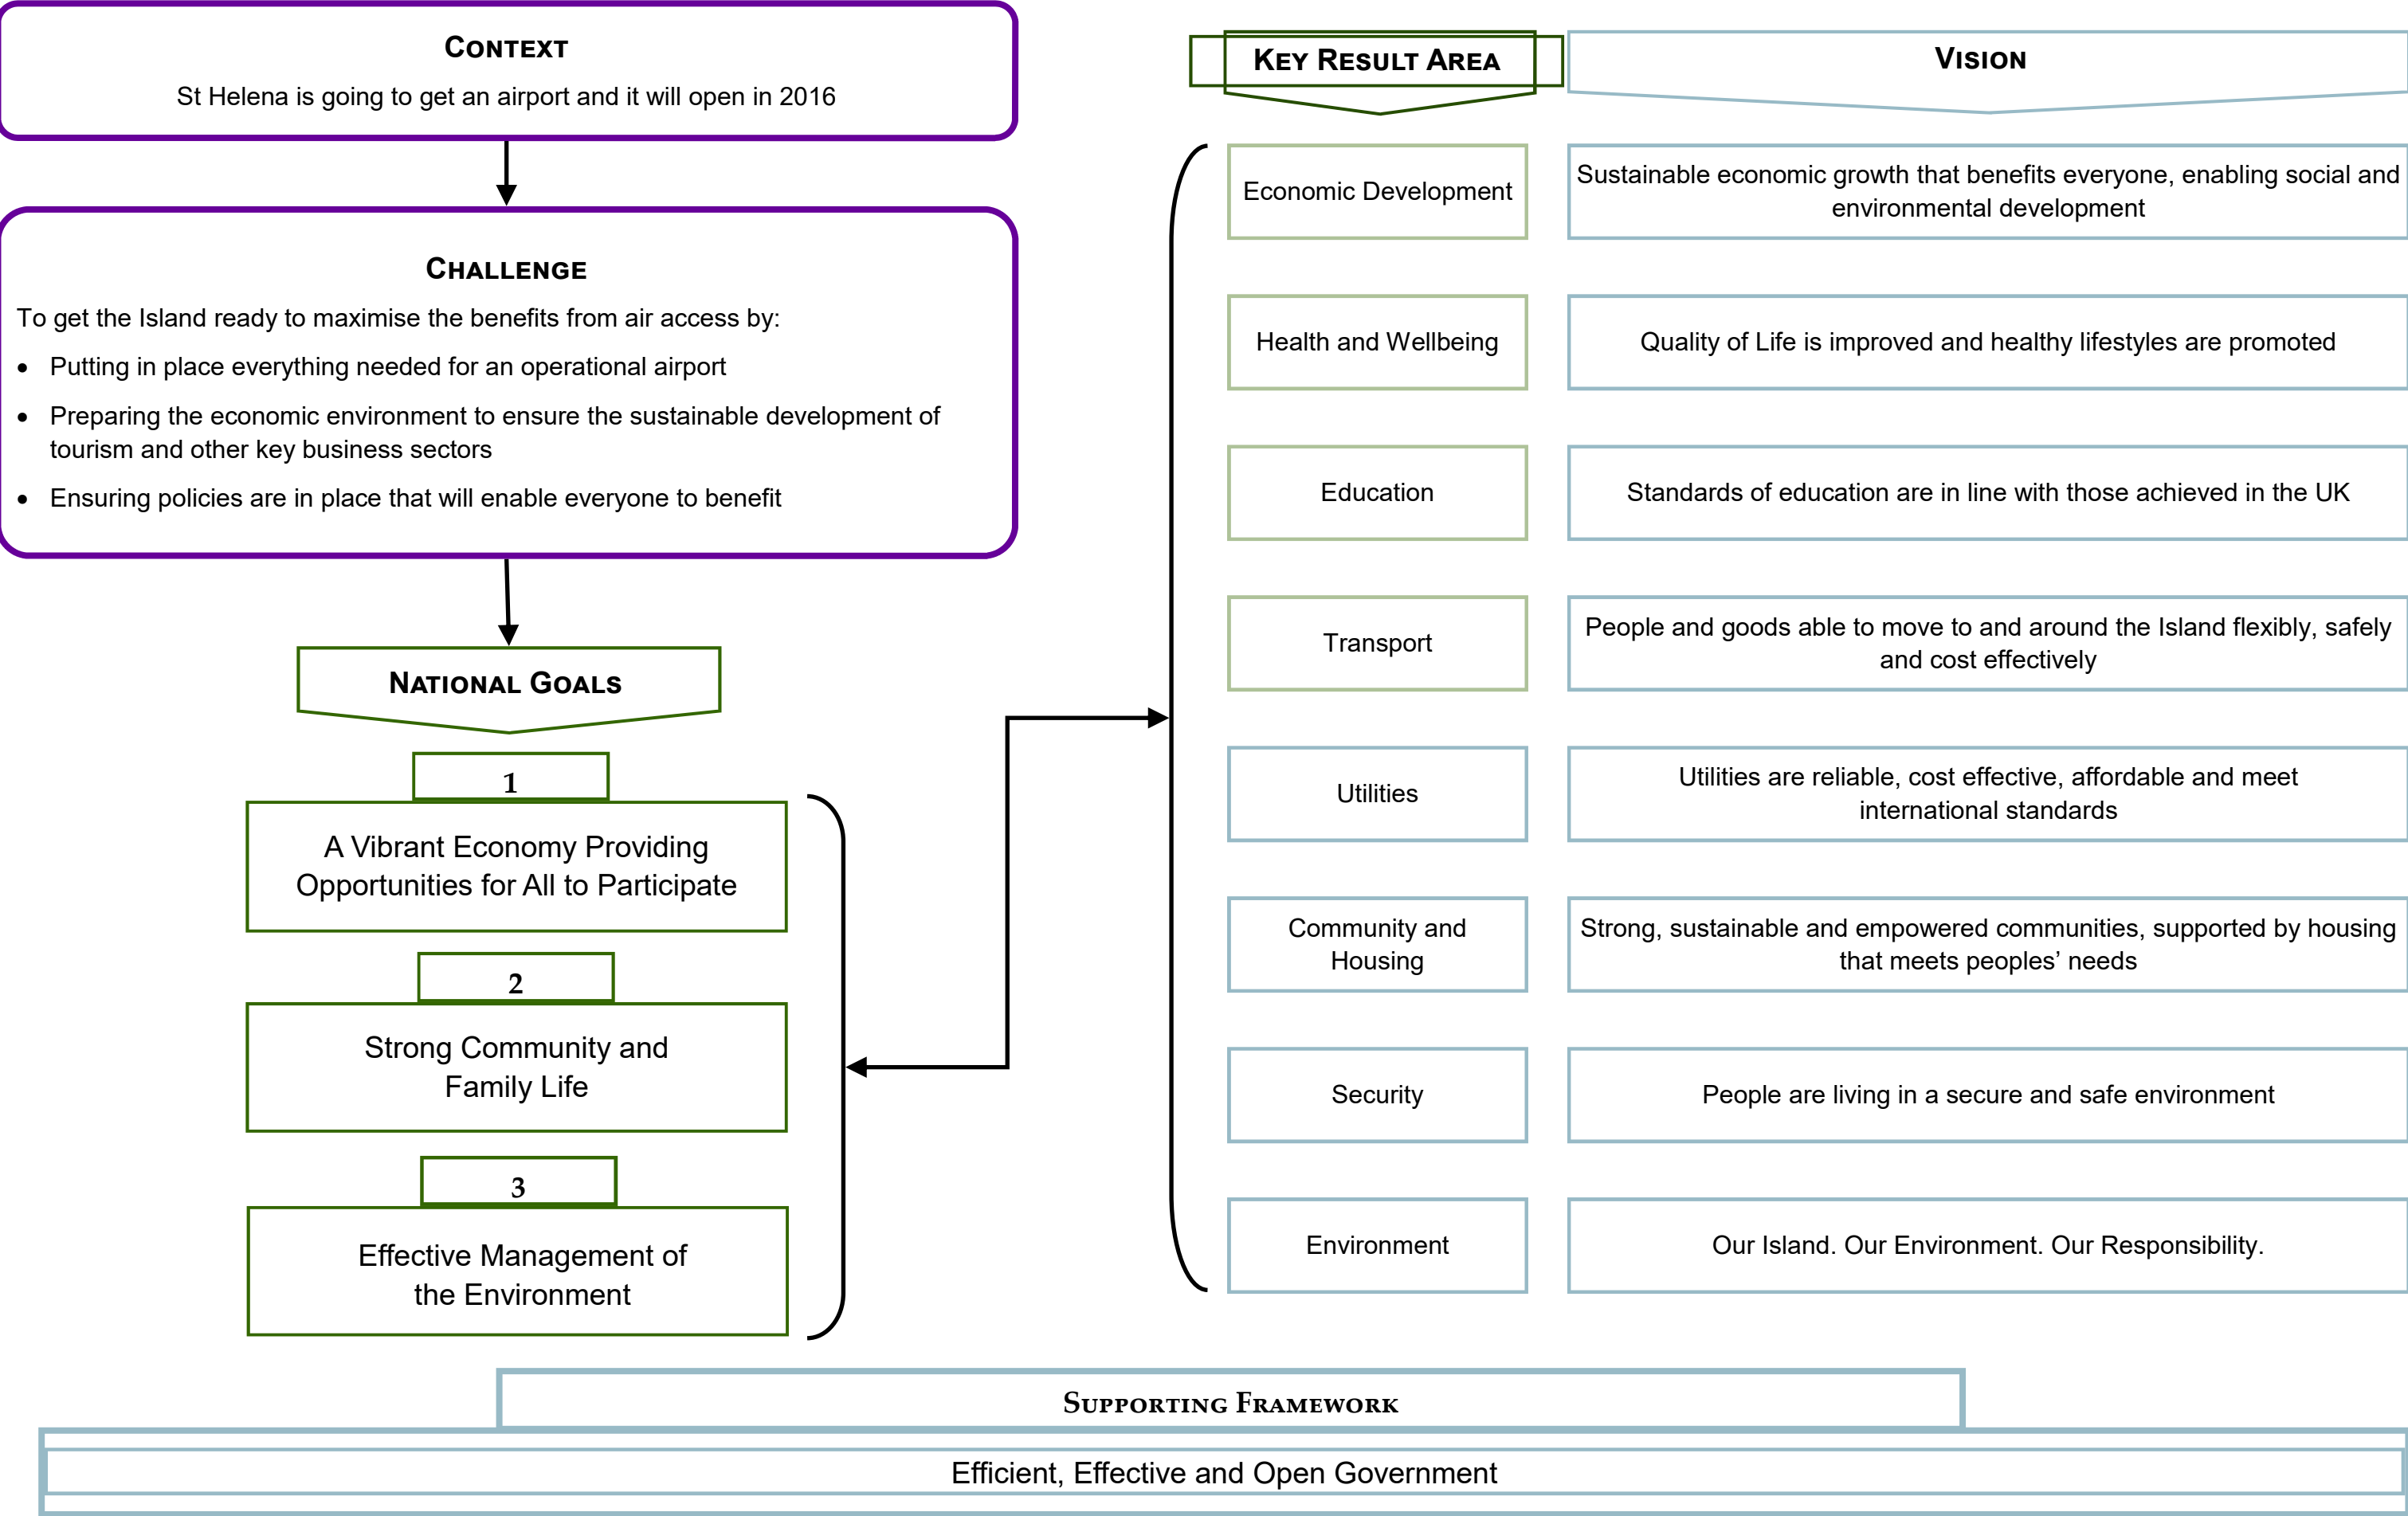 CONTEXT
St Helena is going to get an airport and it will open in 2016
CHALLENGE
To get the Island ready to maximise the benefits from air access by:
• Putting in place everything needed for an operational airport
• Preparing the economic environment to ensure the sustainable development of
tourism and other key business sectors
• Ensuring policies are in place that will enable everyone to benefit
NATIONAL GOALS
1
A Vibrant Economy Providing
Opportunities for All to Participate
2
Strong Community and
Family Life
3
Effective Management of
the Environment
KEY RESULT AREA
VISION
Economic Development
Sustainable economic growth that benefits everyone, enabling social and
environmental development
Health and Wellbeing
Quality of Life is improved and healthy lifestyles are promoted
Education
Standards of education are in line with those achieved in the UK
Transport
People and goods able to move to and around the Island flexibly, safely
and cost effectively
Utilities
Utilities are reliable, cost effective, affordable and meet
international standards
Community and
Housing
Strong, sustainable and empowered communities, supported by housing
that meets peoples’ needs
Security
People are living in a secure and safe environment
Environment
Our Island. Our Environment. Our Responsibility.
SUPPORTING FRAMEWORK
Efficient, Effective and Open Government